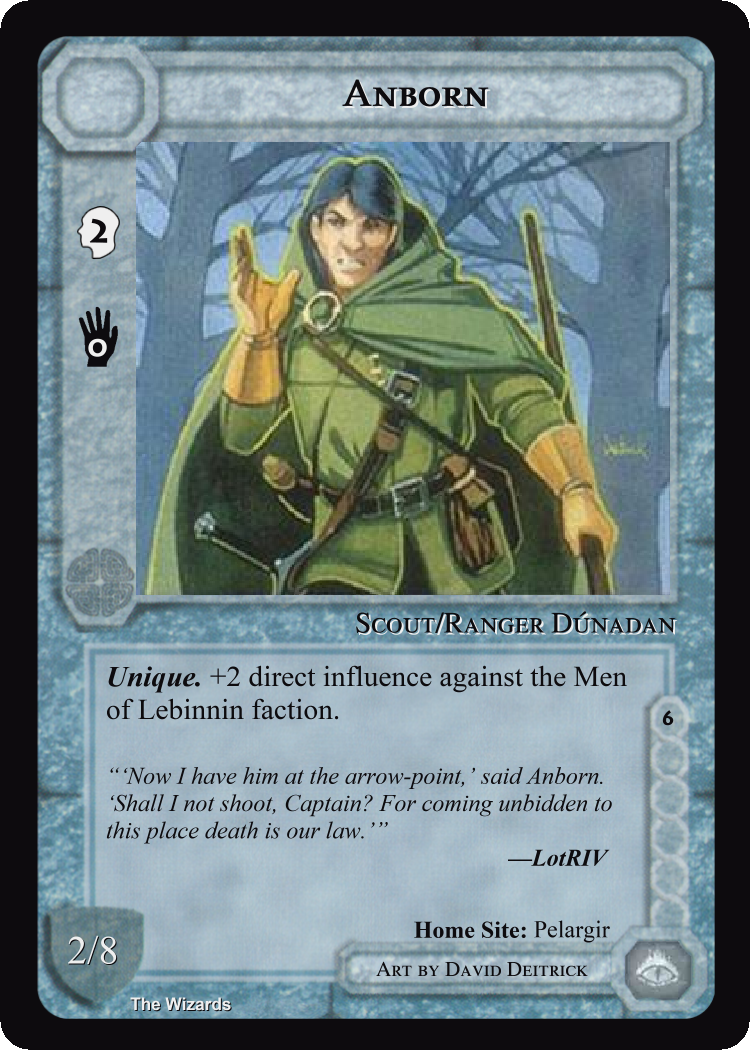 Anborn
2
0
Scout/Ranger Dúnadan
Unique. +2 direct influence against the Men
of Lebinnin faction.
6
“‘Now I have him at the arrow-point,’ said Anborn.
‘Shall I not shoot, Captain? For coming unbidden to
this place death is our law.’”
—LotRIV
Home Site: Pelargir
2/8
Art by David Deitrick
The Wizards